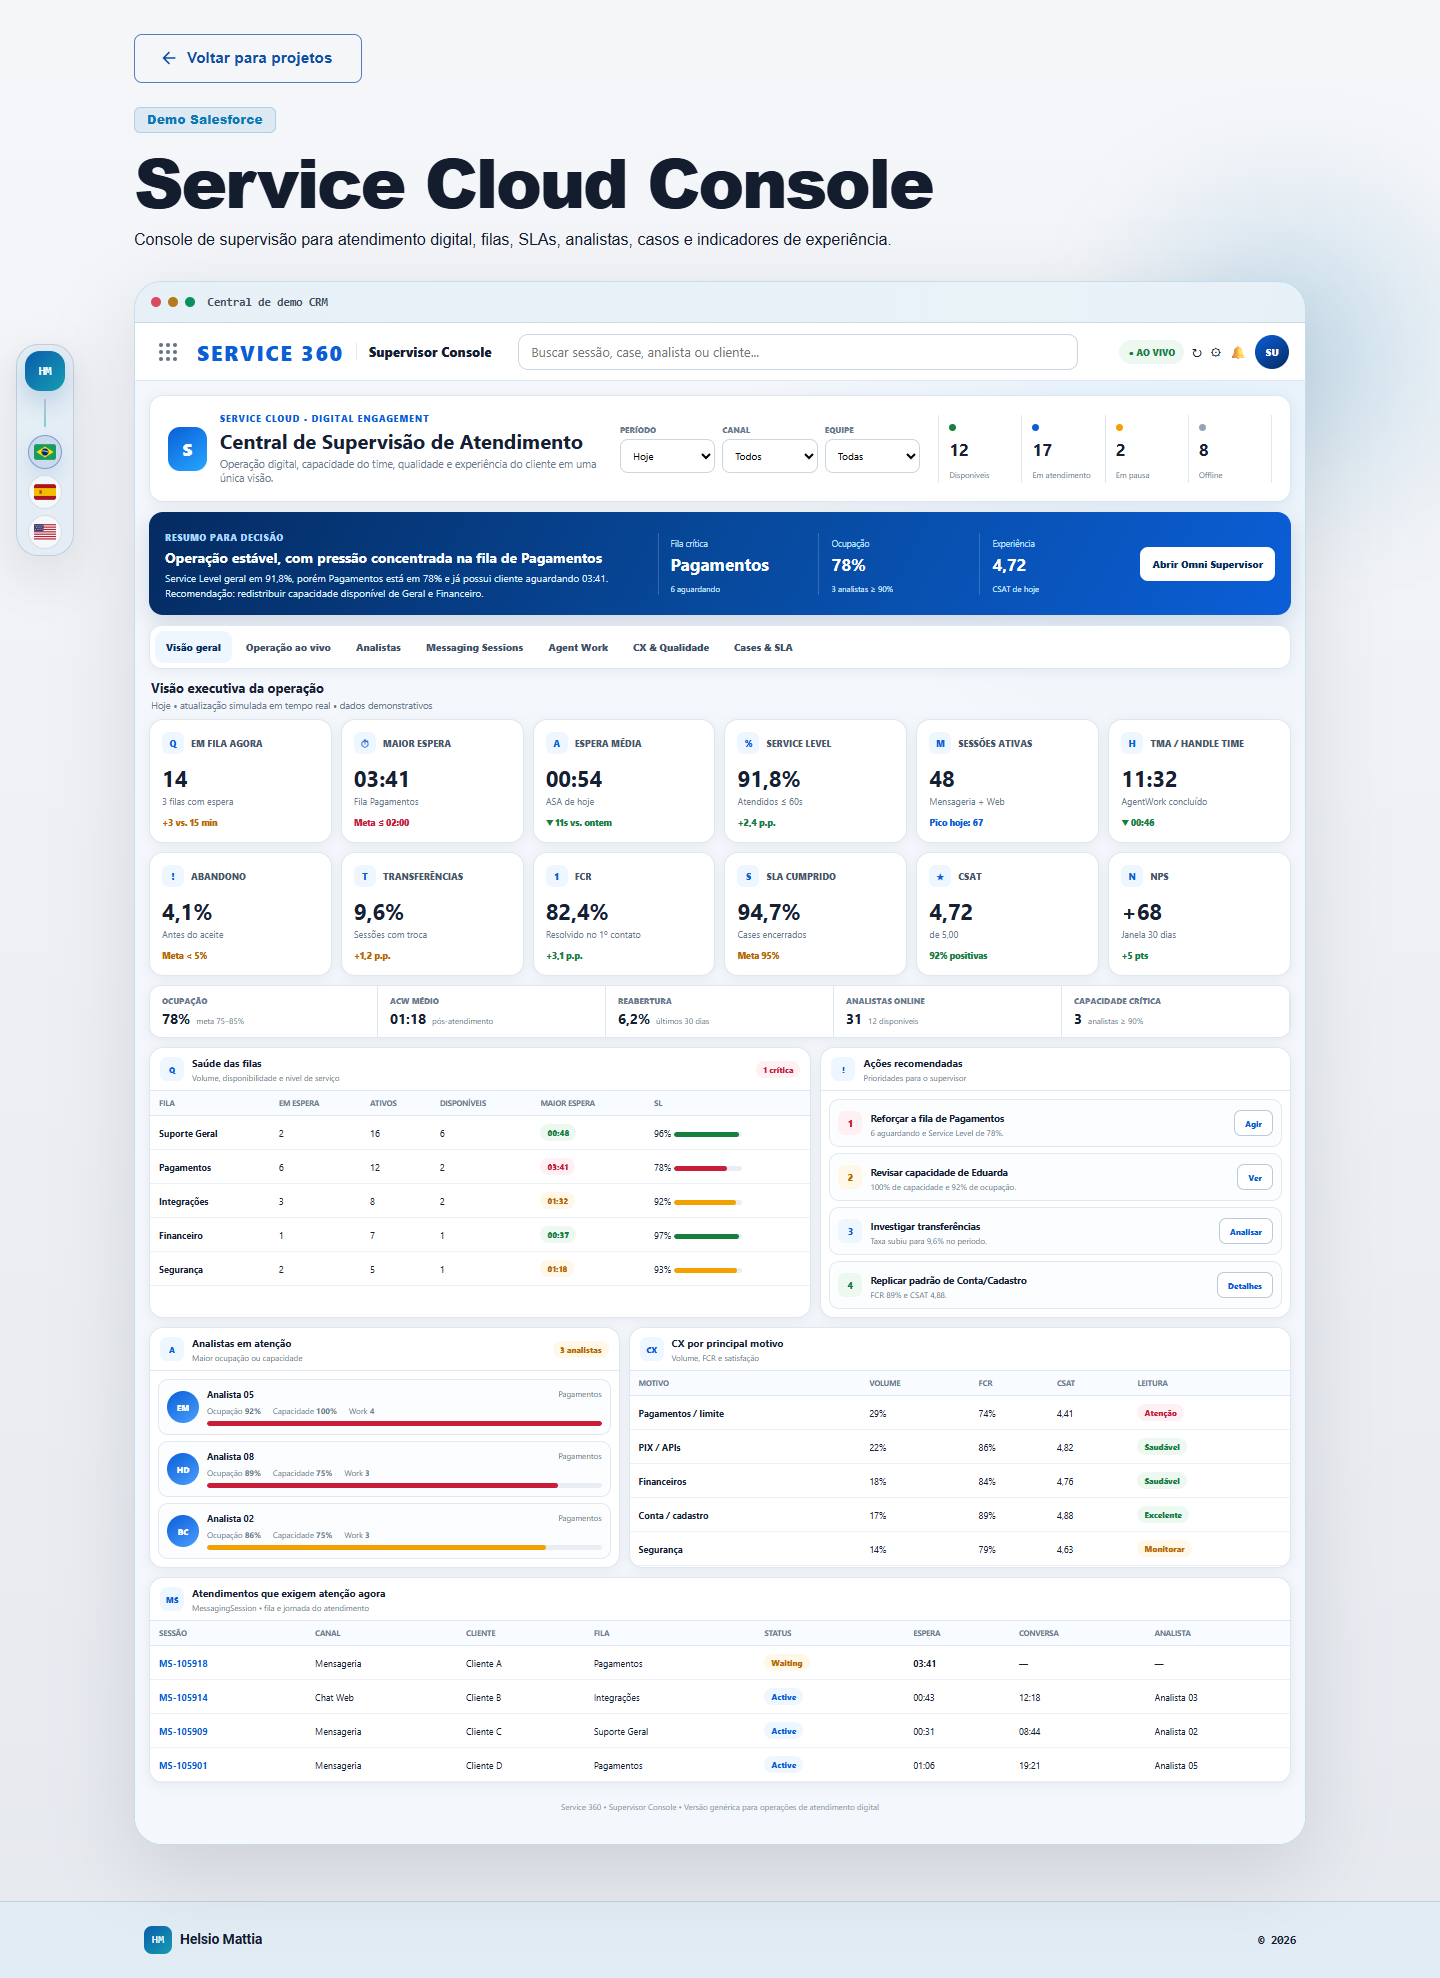 Voltar para projetos
Demo Salesforce
Service Cloud Console
Console de supervisão para atendimento digital, filas, SLAs, analistas, casos e indicadores de experiência.
Central de demo CRM
HM
SERVICE 360
Supervisor Console
Buscar sessão, case, analista ou cliente...
• AO VIVO
SU
S
SERVICE CLOUD • DIGITAL ENGAGEMENT
Central de Supervisão de Atendimento
Operação digital, capacidade do time, qualidade e experiência do cliente em uma
única visão.
PERÍODO
Hoje
CANAL
Todos
EQUIPE
Todas
12
Disponíveis
17
Em atendimento
2
Em pausa
8
Offline
RESUMO PARA DECISÃO
Operação estável, com pressão concentrada na fila de Pagamentos
Service Level geral em 91,8%, porém Pagamentos está em 78% e já possui cliente aguardando 03:41.
Recomendação: redistribuir capacidade disponível de Geral e Financeiro.
Fila crítica
Pagamentos
6 aguardando
Ocupação
78%
3 analistas ≥ 90%
Experiência
4,72
CSAT de hoje
Abrir Omni Supervisor
Visão geral
Operação ao vivo
Analistas
Messaging Sessions
Agent Work
CX & Qualidade
Cases & SLA
Visão executiva da operação
Hoje • atualização simulada em tempo real • dados demonstrativos
Q EM FILA AGORA
14
3 filas com espera
+3 vs. 15 min
⏱ MAIOR ESPERA
03:41
Fila Pagamentos
Meta ≤ 02:00
A ESPERA MÉDIA
00:54
ASA de hoje
▼ 11s vs. ontem
% SERVICE LEVEL
91,8%
Atendidos ≤ 60s
+2,4 p.p.
M SESSÕES ATIVAS
48
Mensageria + Web
Pico hoje: 67
H TMA / HANDLE TIME
11:32
AgentWork concluído
▼ 00:46
! ABANDONO
4,1%
Antes do aceite
Meta < 5%
T TRANSFERÊNCIAS
9,6%
Sessões com troca
+1,2 p.p.
1 FCR
82,4%
Resolvido no 1º contato
+3,1 p.p.
S SLA CUMPRIDO
94,7%
Cases encerrados
Meta 95%
★ CSAT
4,72
de 5,00
92% positivas
N NPS
+68
Janela 30 dias
+5 pts
OCUPAÇÃO
78% meta 75–85%
ACW MÉDIO
01:18 pós-atendimento
REABERTURA
6,2% últimos 30 dias
ANALISTAS ONLINE
31 12 disponíveis
CAPACIDADE CRÍTICA
3 analistas ≥ 90%
Q
Saúde das filas
Volume, disponibilidade e nível de serviço
1 crítica
FILA EM ESPERA ATIVOS DISPONÍVEIS MAIOR ESPERA SL
Suporte Geral 2 16 6 00:48 96%
Pagamentos 6 12 2 03:41 78%
Integrações 3 8 2 01:32 92%
Financeiro 1 7 1 00:37 97%
Segurança 2 5 1 01:18 93%
!
Ações recomendadas
Prioridades para o supervisor
1
Reforçar a fila de Pagamentos
6 aguardando e Service Level de 78%.
Agir
2
Revisar capacidade de Eduarda
100% de capacidade e 92% de ocupação.
Ver
3
Investigar transferências
Taxa subiu para 9,6% no período.
Analisar
4
Replicar padrão de Conta/Cadastro
FCR 89% e CSAT 4,88.
Detalhes
A
Analistas em atenção
Maior ocupação ou capacidade
3 analistas
EM
Analista 05
Pagamentos
Ocupação 92% Capacidade 100% Work 4
HD
Analista 08
Pagamentos
Ocupação 89% Capacidade 75% Work 3
BC
Analista 02
Pagamentos
Ocupação 86% Capacidade 75% Work 3
CX
CX por principal motivo
Volume, FCR e satisfação
MOTIVO VOLUME FCR CSAT LEITURA
Pagamentos / limite 29% 74% 4,41 Atenção
PIX / APIs 22% 86% 4,82 Saudável
Financeiros 18% 84% 4,76 Saudável
Conta / cadastro 17% 89% 4,88 Excelente
Segurança 14% 79% 4,63 Monitorar
MS
Atendimentos que exigem atenção agora
MessagingSession • fila e jornada do atendimento
SESSÃO CANAL CLIENTE FILA STATUS ESPERA CONVERSA ANALISTA
MS-105918 Mensageria Cliente A Pagamentos Waiting 03:41 — —
MS-105914 Chat Web Cliente B Integrações Active 00:43 12:18 Analista 03
MS-105909 Mensageria Cliente C Suporte Geral Active 00:31 08:44 Analista 02
MS-105901 Mensageria Cliente D Pagamentos Active 01:06 19:21 Analista 05
Service 360 • Supervisor Console • Versão genérica para operações de atendimento digital
HM
Helsio Mattia
© 2026